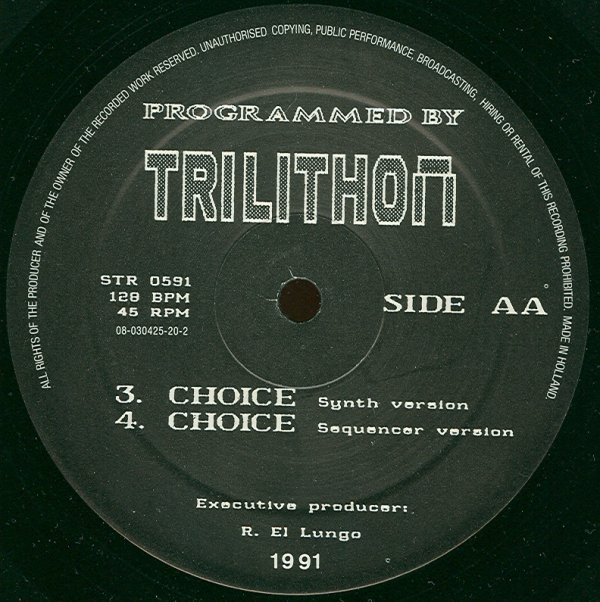 ALL RIGHTS OF THE PRODUCER AND OF THE OWNER OF THE RECORDED WORK RESERVED. UNAUTHORISED COPYING, PUBLIC PERFORMANCE, BROADCASTING, HIRING OR RENTAL OF THIS RECORDING PROHIBITED. MADE IN HOLLAND.
PROGRAMMED BY
TRILITHON
STR 0591
128 BPM
45 RPM
08-030425-20-2
SIDE AA
3. CHOICE Synth version
4. CHOICE Sequencer version
Executive producer:
R. El Lungo
1991